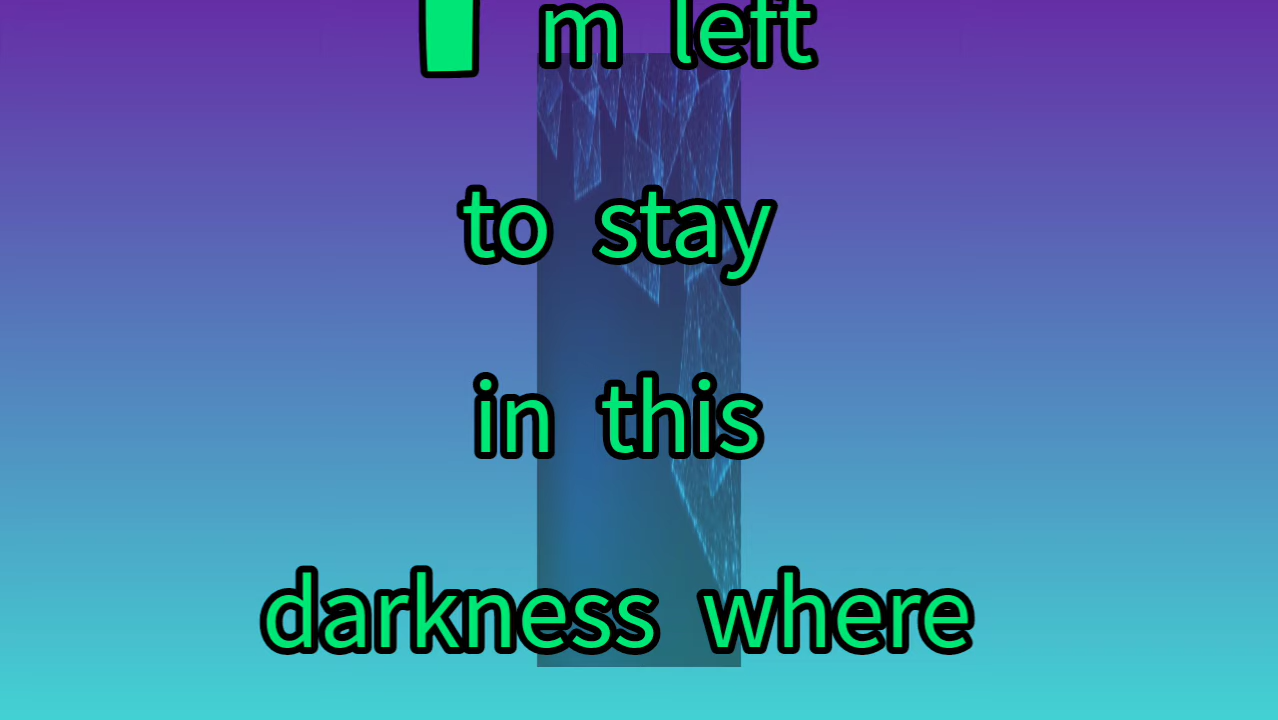 m left
to stay
in this
darkness where